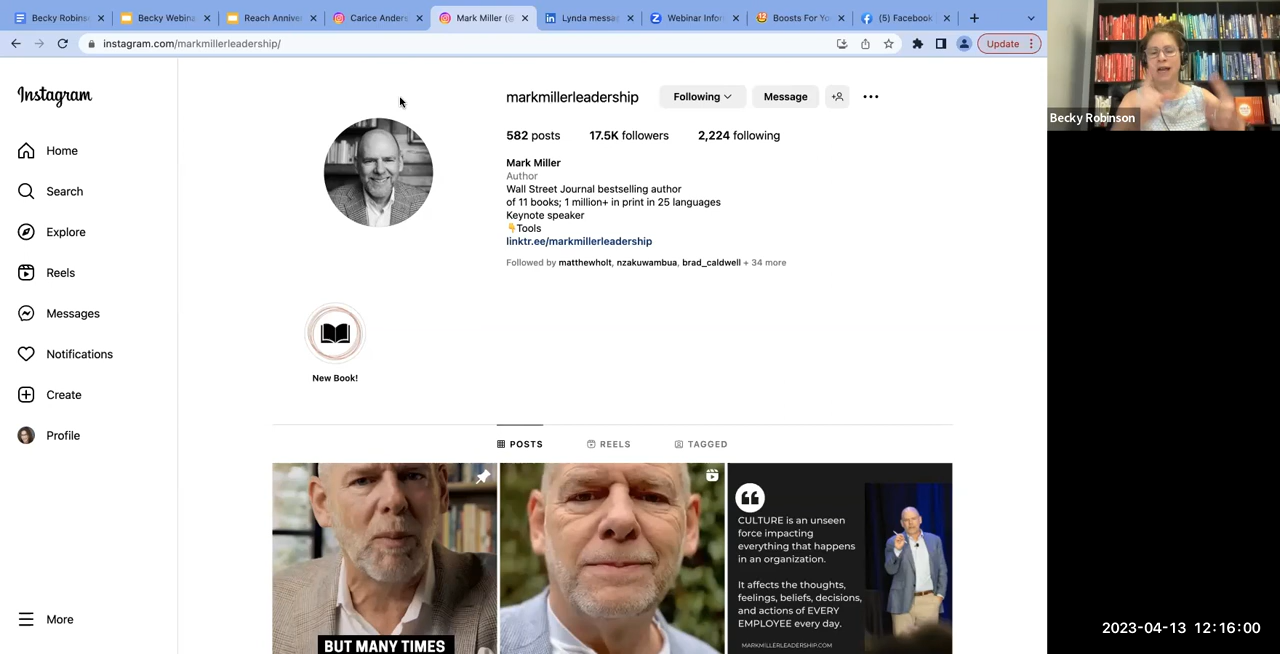 Becky Robins
Becky Webina
Reach Annive
Carice Anders
Mark Miller (@
Lynda messa
Webinar Infor
Boosts For Yo
(5) Facebook
instagram.com/markmillerleadership/
Update
Becky Robinson
Instagram
Home
Search
Explore
Reels
Messages
Notifications
Create
Profile
More
markmillerleadership
Following
Message
582 posts
17.5K followers
2,224 following
Mark Miller
Author
Wall Street Journal bestselling author
of 11 books; 1 million+ in print in 25 languages
Keynote speaker
Tools
linktr.ee/markmillerleadership
Followed by matthewholt, nzakuwambua, brad_caldwell + 34 more
New Book!
POSTS
REELS
TAGGED
BUT MANY TIMES
CULTURE is an unseen
force impacting
everything that happens
in an organization.
It affects the thoughts,
feelings, beliefs, decisions,
and actions of EVERY
EMPLOYEE every day.
MARKMILLERLEADERSHIP.COM
2023-04-13 12:16:00